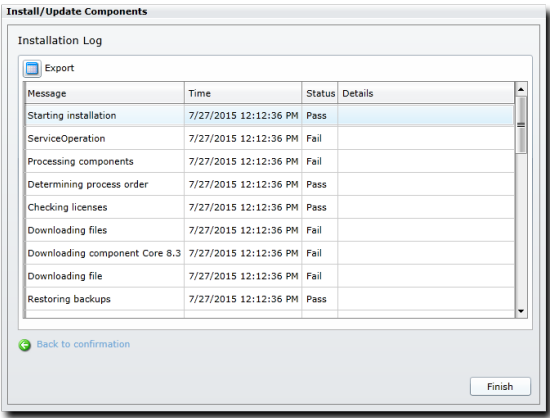 Install/Update Components
Installation Log
Export
Message Time Status Details
Starting installation 7/27/2015 12:12:36 PM Pass
ServiceOperation 7/27/2015 12:12:36 PM Fail
Processing components 7/27/2015 12:12:36 PM Fail
Determining process order 7/27/2015 12:12:36 PM Pass
Checking licenses 7/27/2015 12:12:36 PM Pass
Downloading files 7/27/2015 12:12:36 PM Fail
Downloading component Core 8.3 7/27/2015 12:12:36 PM Fail
Downloading file 7/27/2015 12:12:36 PM Fail
Restoring backups 7/27/2015 12:12:36 PM Pass
Back to confirmation
Finish